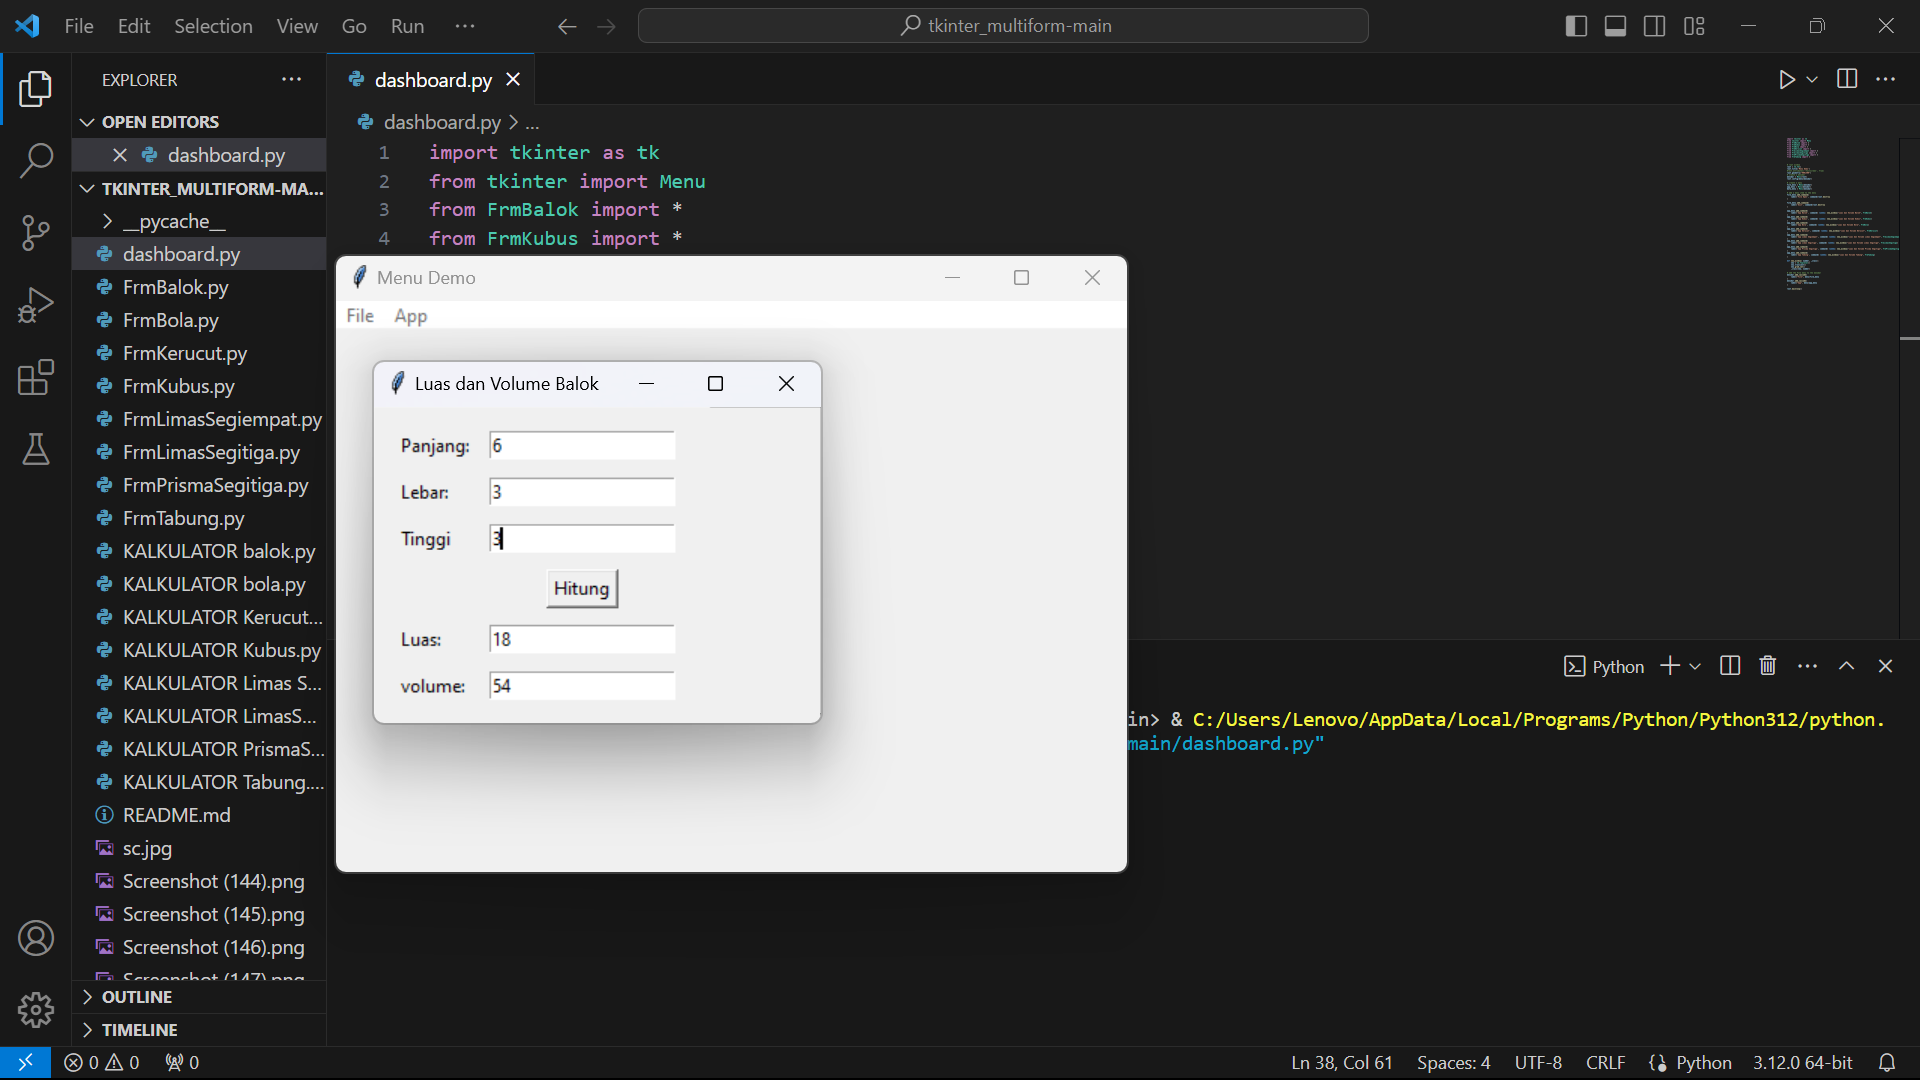 File Edit Selection View Go Run ... tkinter_multiform-main
EXPLORER ...
OPEN EDITORS
dashboard.py
TKINTER_MULTIFORM-MA...
__pycache__
dashboard.py
FrmBalok.py
FrmBola.py
FrmKerucut.py
FrmKubus.py
FrmLimasSegiempat.py
FrmLimasSegitiga.py
FrmPrismaSegitiga.py
FrmTabung.py
KALKULATOR balok.py
KALKULATOR bola.py
KALKULATOR Kerucut...
KALKULATOR Kubus.py
KALKULATOR Limas S...
KALKULATOR LimasS...
KALKULATOR PrismaS...
KALKULATOR Tabung....
README.md
sc.jpg
Screenshot (144).png
Screenshot (145).png
Screenshot (146).png
Screenshot (147).png
OUTLINE
TIMELINE
dashboard.py
dashboard.py > ...
1 import tkinter as tk
2 from tkinter import Menu
3 from FrmBalok import *
4 from FrmKubus import *
Menu Demo
File App
Luas dan Volume Balok
Panjang: 6
Lebar: 3
Tinggi 3
Hitung
Luas: 18
volume: 54
Python
in> & C:/Users/Lenovo/AppData/Local/Programs/Python/Python312/python.
main/dashboard.py"
0 0 0 Ln 38, Col 61 Spaces: 4 UTF-8 CRLF {} Python 3.12.0 64-bit